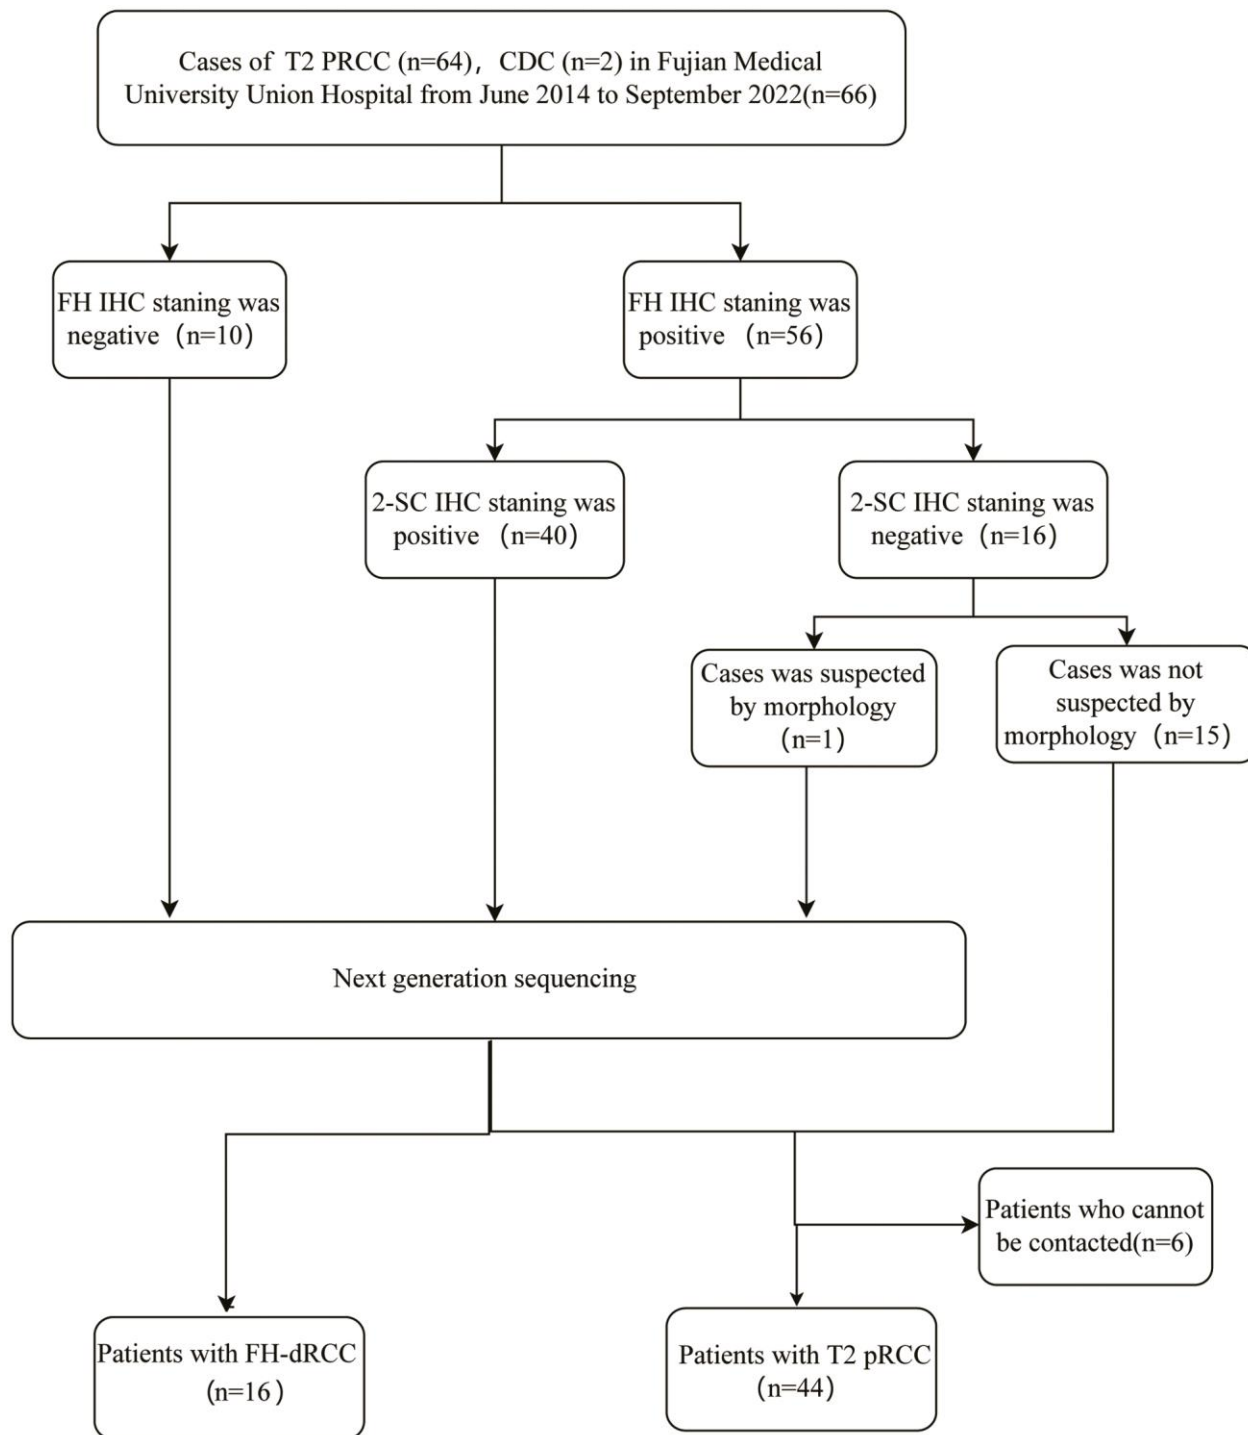 Cases of T2 PRCC (n=64), CDC (n=2) in Fujian Medical
University Union Hospital from June 2014 to September 2022(n=66)
FH IHC staning was
negative (n=10)
FH IHC staning was
positive (n=56)
2-SC IHC staning was
positive (n=40)
2-SC IHC staning was
negative (n=16)
Cases was suspected
by morphology
(n=1)
Cases was not
suspected by
morphology (n=15)
Next generation sequencing
Patients who cannot
be contacted(n=6)
Patients with FH-dRCC
(n=16)
Patients with T2 pRCC
(n=44)